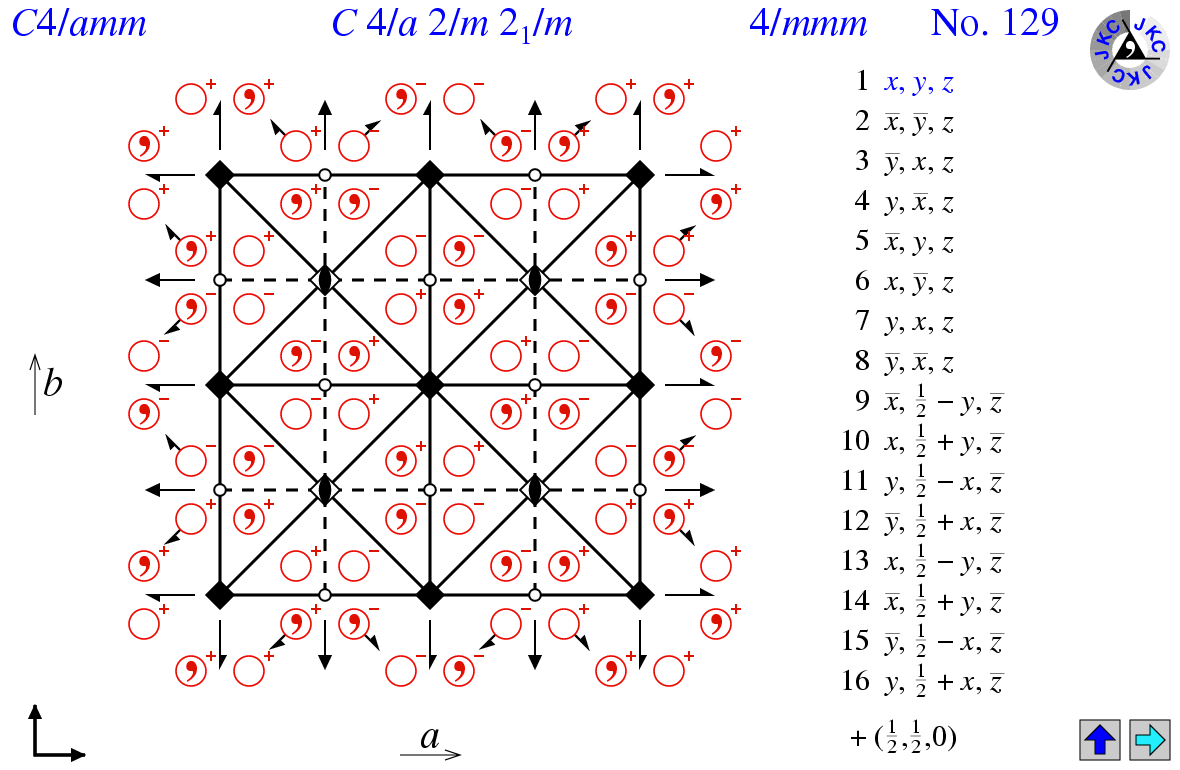 C4/amm C 4/a 2/m 2₁/m 4/mmm No. 129
JKC JKC JKC
1 x, y, z
2 x̅, y̅, z
3 y̅, x, z
4 y, x̅, z
5 x̅, y, z
6 x, y̅, z
7 y, x, z
8 y̅, x̅, z
9 x̅, 1/2 − y, z̅
10 x, 1/2 + y, z̅
11 y, 1/2 − x, z̅
12 y̅, 1/2 + x, z̅
13 x, 1/2 − y, z̅
14 x̅, 1/2 + y, z̅
15 y̅, 1/2 − x, z̅
16 y, 1/2 + x, z̅
+ (1/2,1/2,0)
b
a